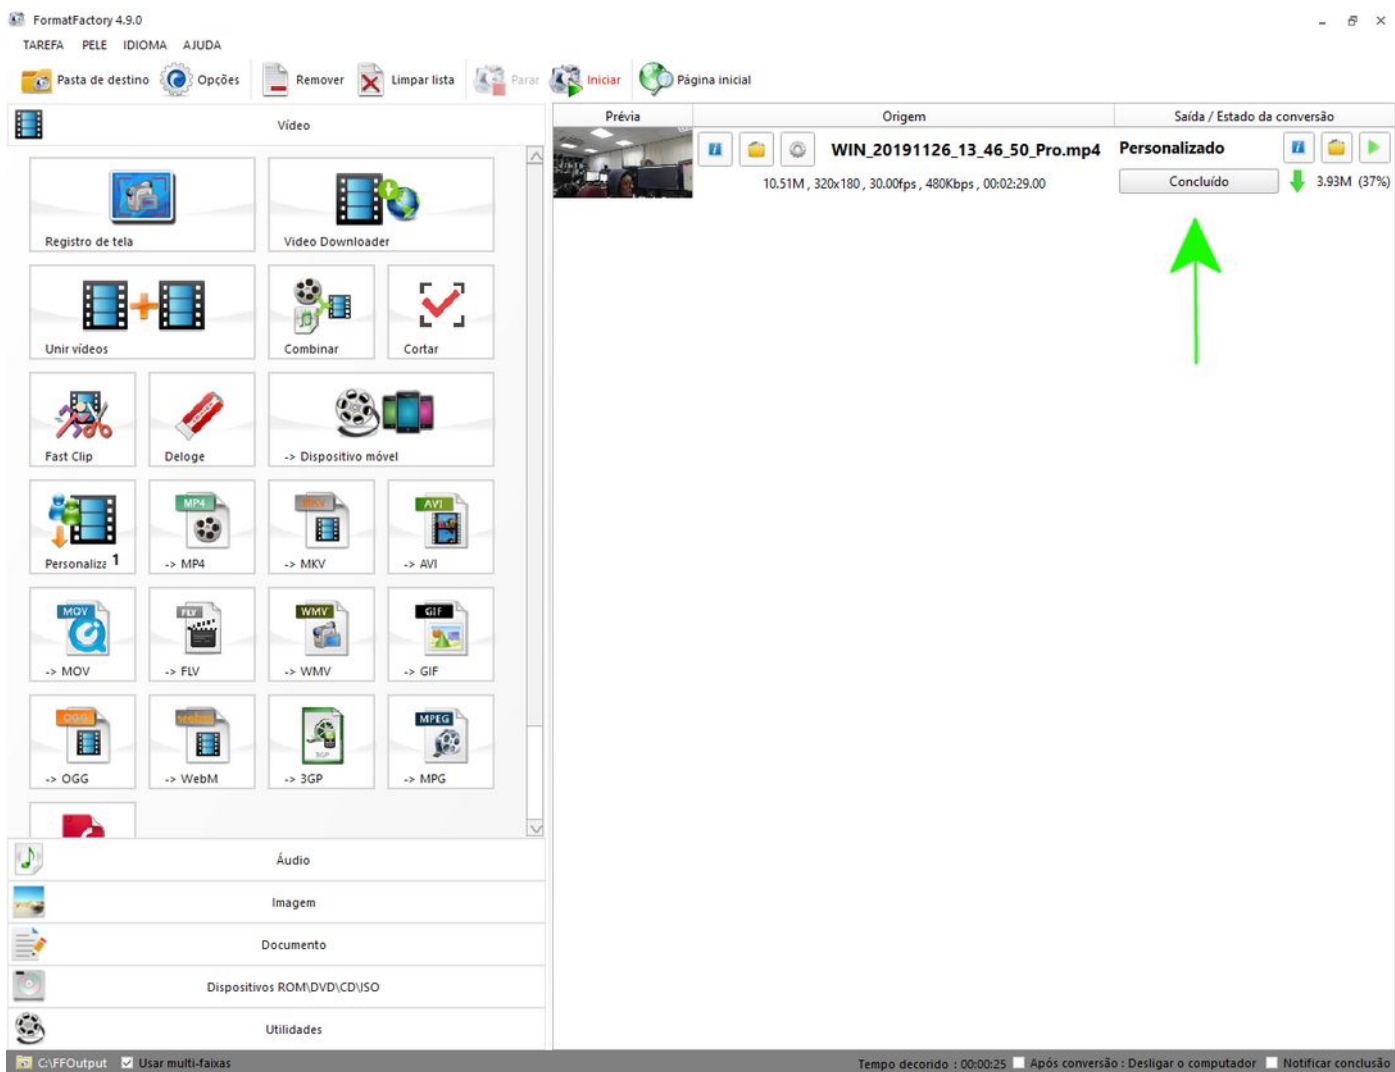 FormatFactory 4.9.0
TAREFA PELE IDIOMA AJUDA
Pasta de destino Opções Remover Limpar lista Parar Iniciar Página inicial
Vídeo
Prévia Origem Saída / Estado da conversão
WIN_20191126_13_46_50_Pro.mp4 Personalizado
10.51M , 320x180 , 30.00fps , 480Kbps , 00:02:29.00 Concluído 3.93M (37%)
Registro de tela Video Downloader
Unir vídeos Combinar Cortar
Fast Clip Deloge -> Dispositivo móvel
MP4 MKV AVI
Personaliza 1 -> MP4 -> MKV -> AVI
MOV FLV WMV GIF
-> MOV -> FLV -> WMV -> GIF
OGG webm 3GP MPEG
-> OGG -> WebM -> 3GP -> MPG
Áudio
Imagem
Documento
Dispositivos ROM\DVD\CD\ISO
Utilidades
C:\FFOutput Usar multi-faixas Tempo decorrido : 00:00:25 Após conversão : Desligar o computador Notificar conclusão